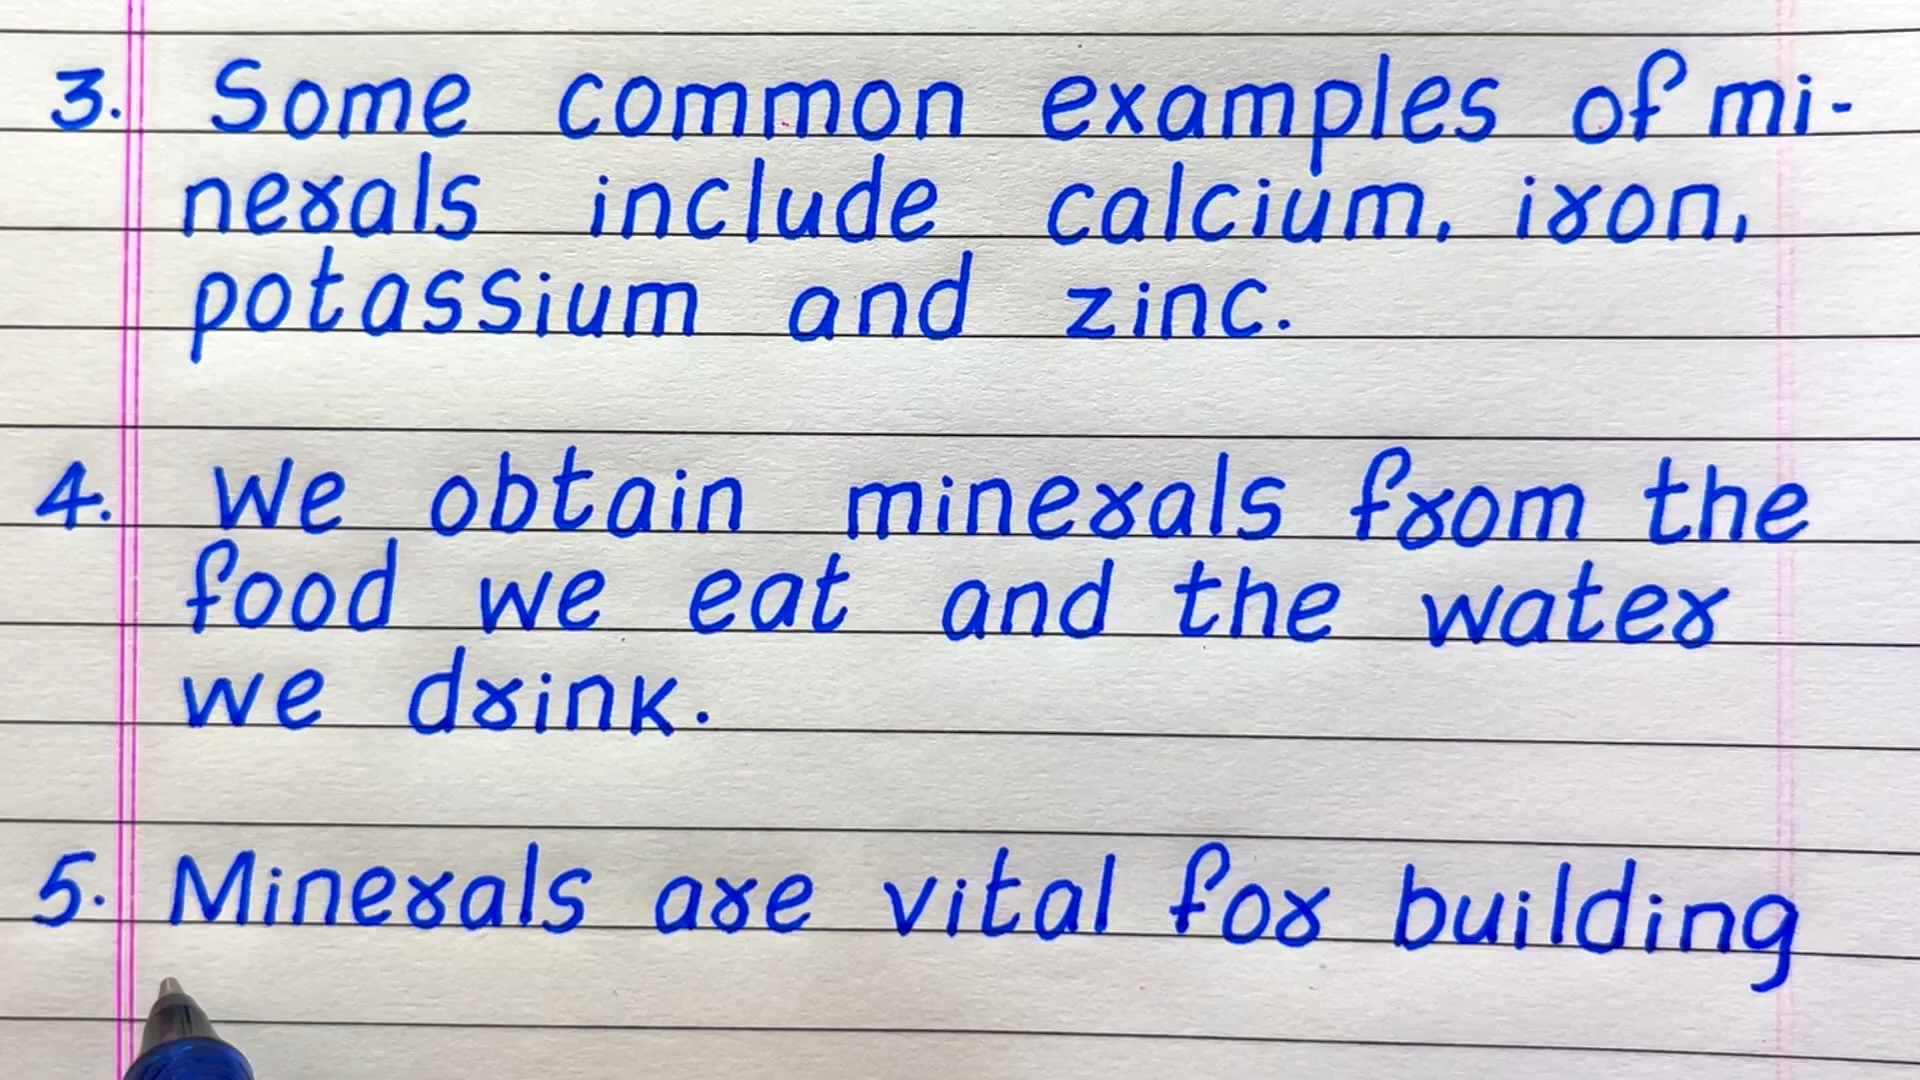 3. Some common examples of mi-
nerals include calcium, iron,
potassium and zinc.
4. We obtain minerals from the
food we eat and the water
we drink.
5. Minerals are vital for building